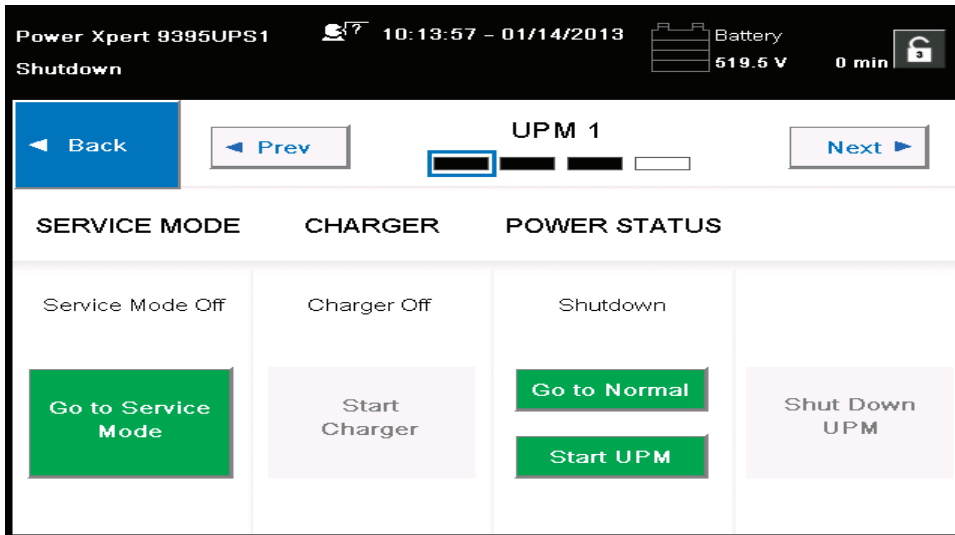 Power Xpert 9395UPS1 ? 10:13:57 - 01/14/2013 Battery
Shutdown 519.5 V 0 min 3
◄ Back ◄ Prev UPM 1 Next ►
SERVICE MODE CHARGER POWER STATUS
Service Mode Off Charger Off Shutdown
Go to Service
Mode
Start
Charger
Go to Normal
Start UPM
Shut Down
UPM